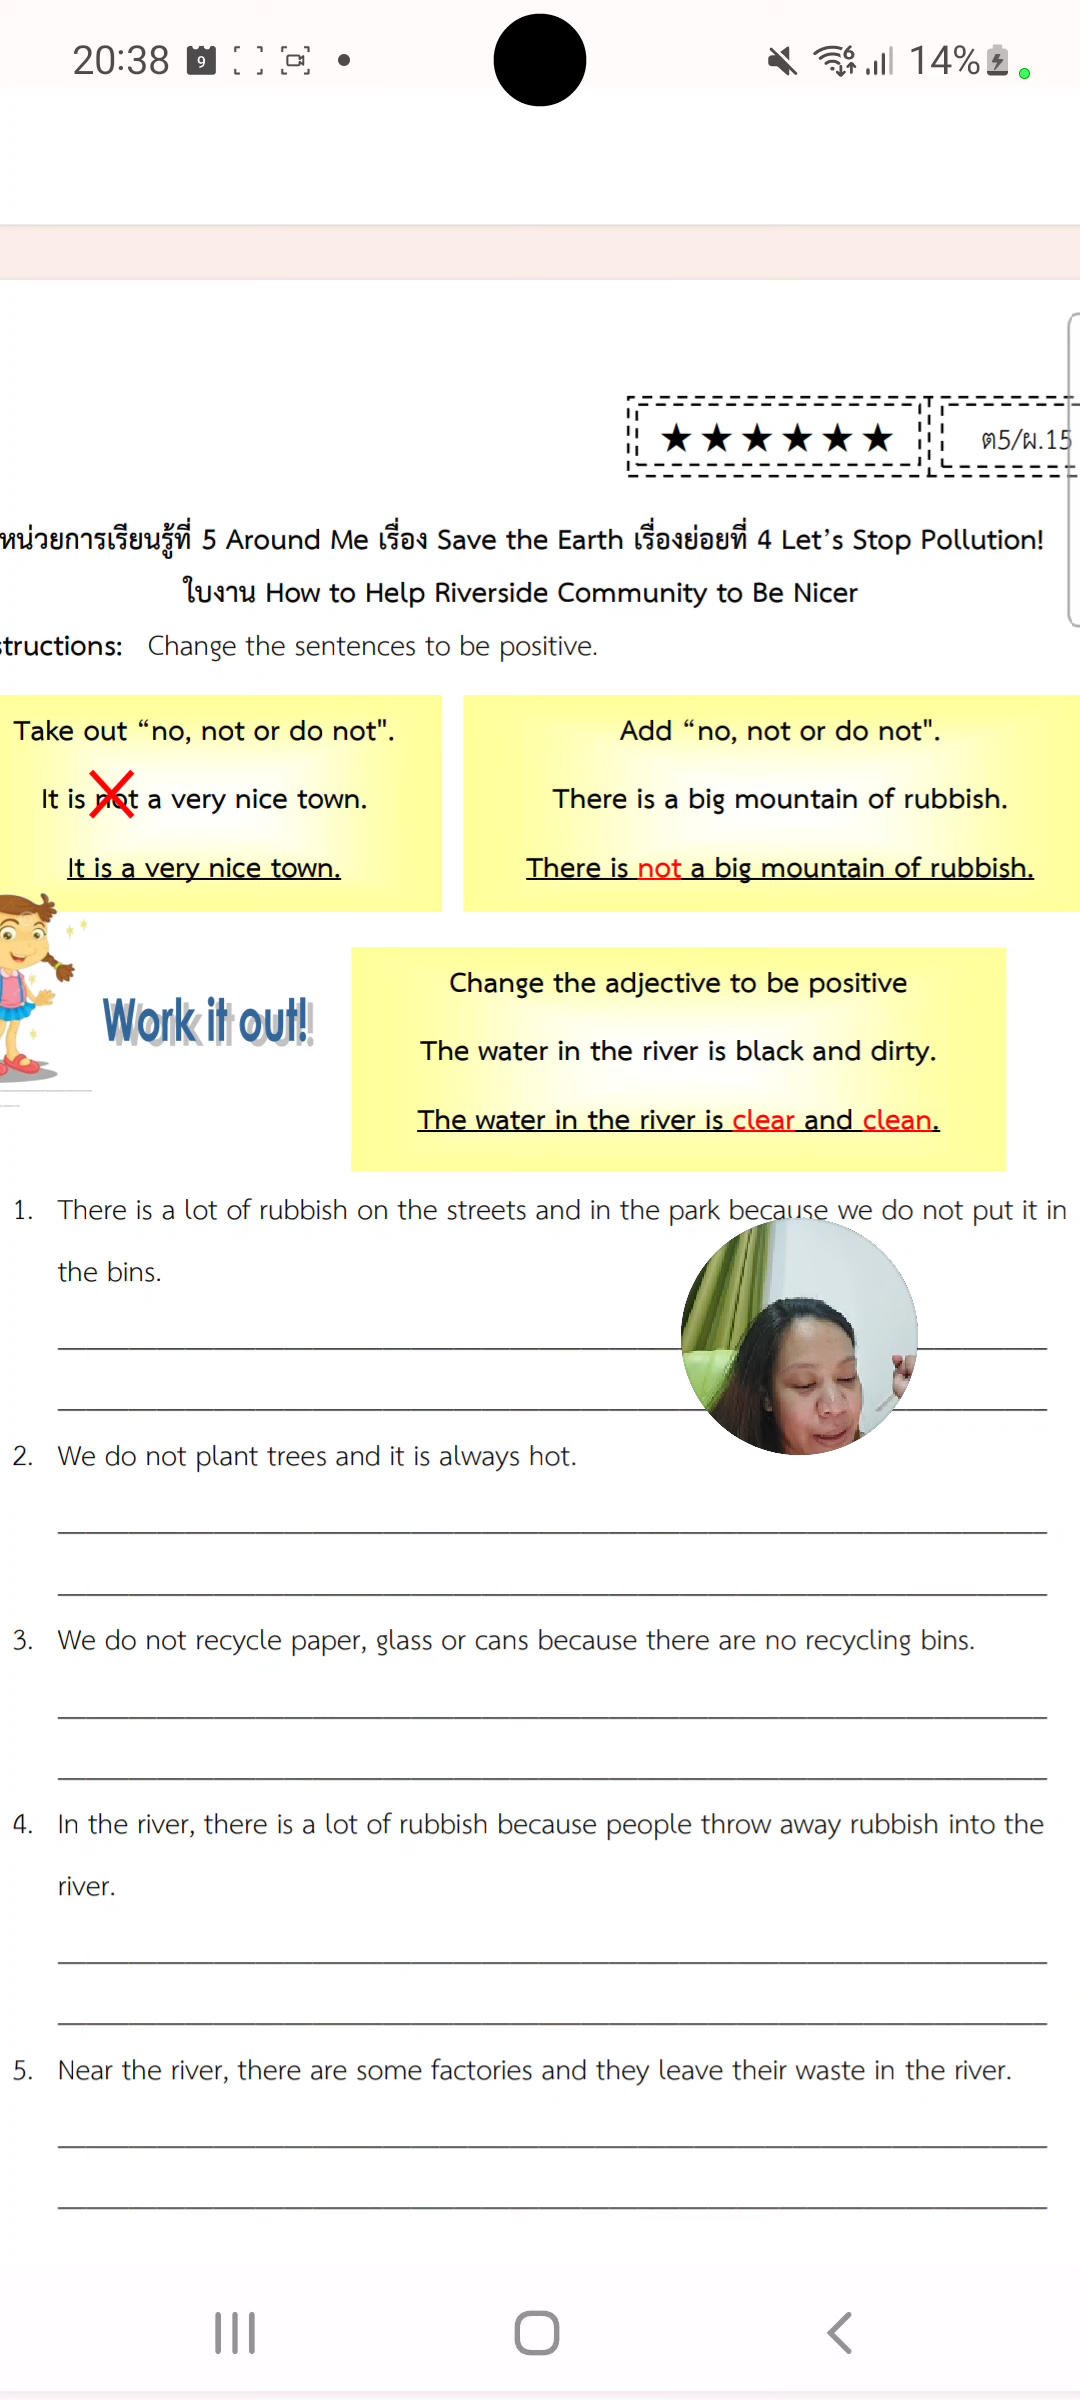 20:38
9
6
14%
★★★★★★
ต5/ผ.15
หน่วยการเรียนรู้ที่ 5 Around Me เรื่อง Save the Earth เรื่องย่อยที่ 4 Let's Stop Pollution!
ใบงาน How to Help Riverside Community to Be Nicer
structions: Change the sentences to be positive.
Take out “no, not or do not".
It is not a very nice town.
It is a very nice town.
Add “no, not or do not".
There is a big mountain of rubbish.
There is not a big mountain of rubbish.
Work it out!
Change the adjective to be positive
The water in the river is black and dirty.
The water in the river is clear and clean.
1. There is a lot of rubbish on the streets and in the park because we do not put it in
the bins.
2. We do not plant trees and it is always hot.
3. We do not recycle paper, glass or cans because there are no recycling bins.
4. In the river, there is a lot of rubbish because people throw away rubbish into the
river.
5. Near the river, there are some factories and they leave their waste in the river.